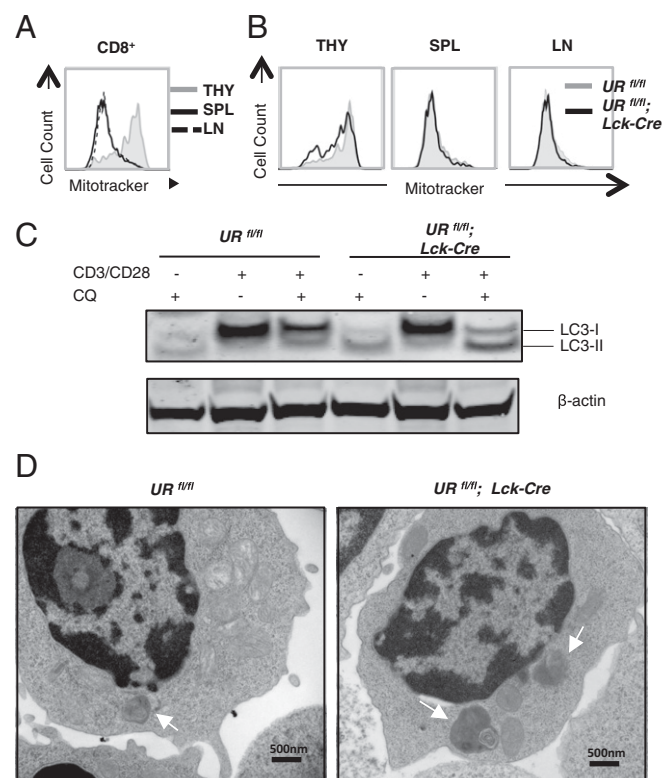 A
CD8⁺
Cell Count
Mitotracker
THY
SPL
LN
B
THY SPL LN
Cell Count
Mitotracker
UR fl/fl
UR fl/fl;
Lck-Cre
C
UR fl/fl
UR fl/fl;
Lck-Cre
CD3/CD28 - + + - + +
CQ + - + + - +
LC3-I
LC3-II
β-actin
D
UR fl/fl
UR fl/fl; Lck-Cre
500nm
500nm